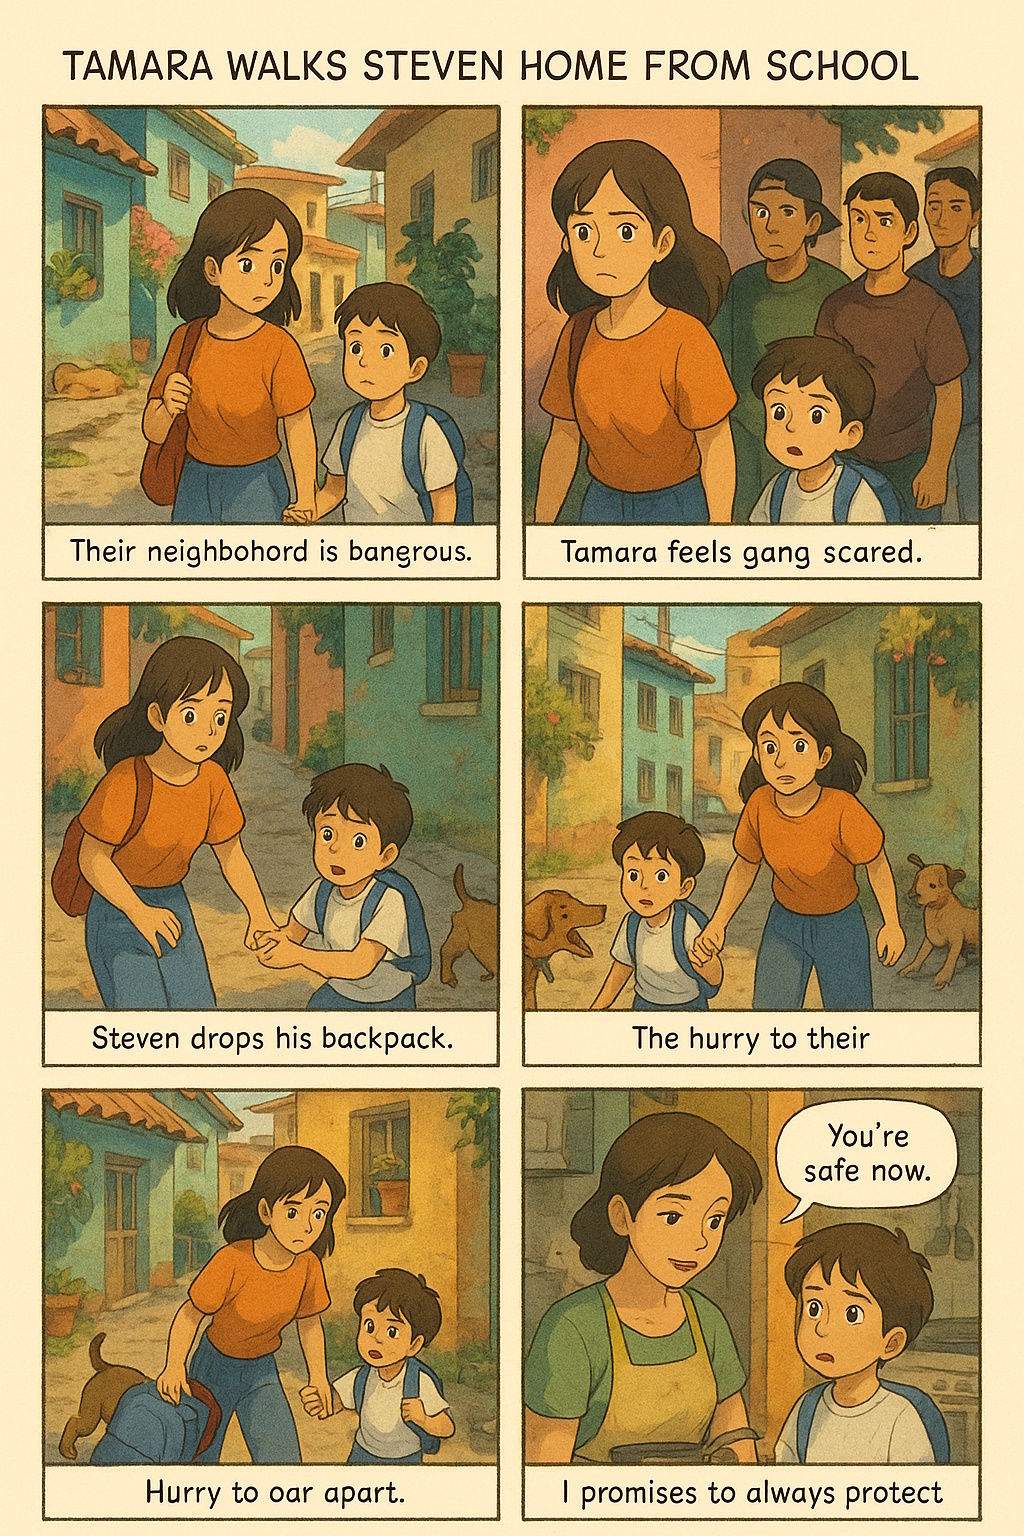 TAMARA WALKS STEVEN HOME FROM SCHOOL
Their neighbohord is bangrous.
Tamara feels gang scared.
Steven drops his backpack.
The hurry to their
Hurry to oar apart.
You're
safe now.
I promises to always protect